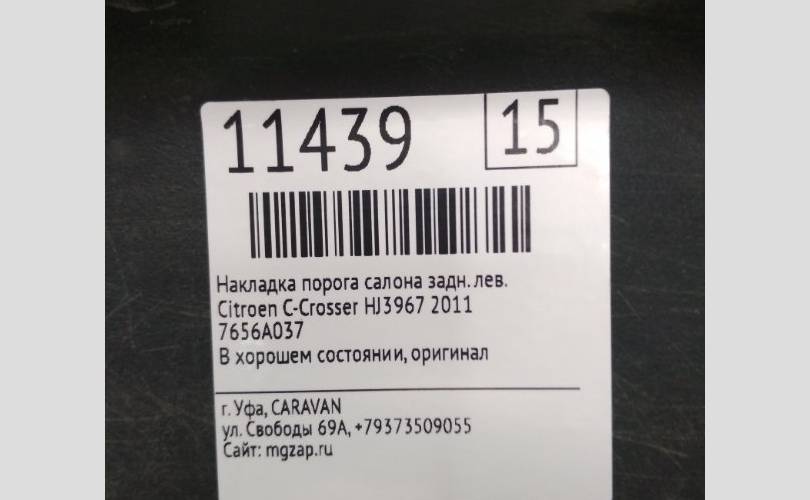 11439
15
Накладка порога салона задн. лев.
Citroen C-Crosser HJ3967 2011
7656A037
В хорошем состоянии, оригинал
г. Уфа, CARAVAN
ул. Свободы 69А, +79373509055
Сайт: mgzap.ru